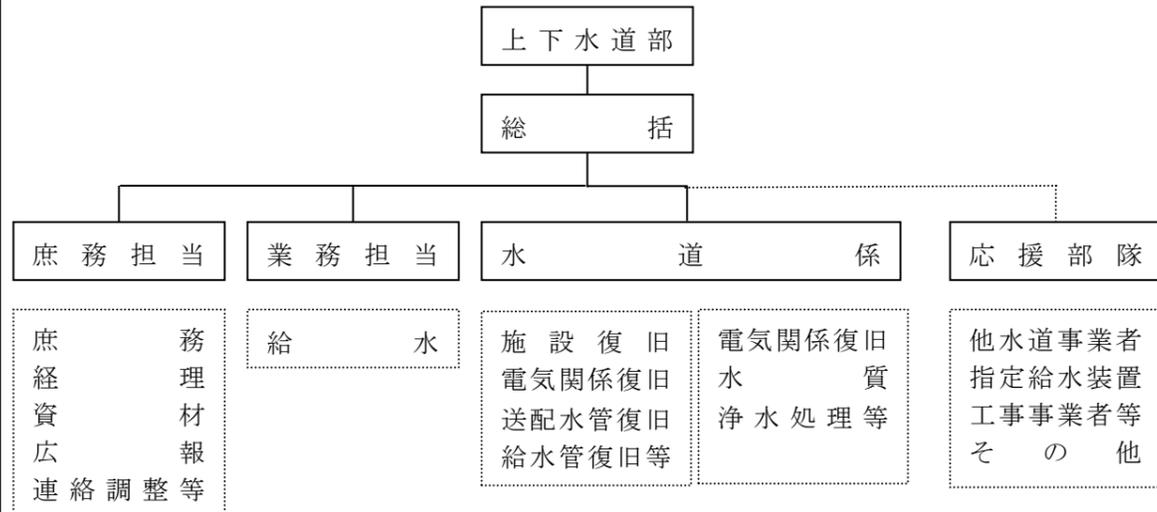 上下水道部
総括
庶務担当
業務担当
水道係
応援部隊
庶務
経理
資材
広報
連絡調整等
給水
施設復旧
電気関係復旧
送配水管復旧
給水管復旧等
電気関係復旧
水質
浄水処理等
他水道事業者
指定給水装置
工事事業者等
その他